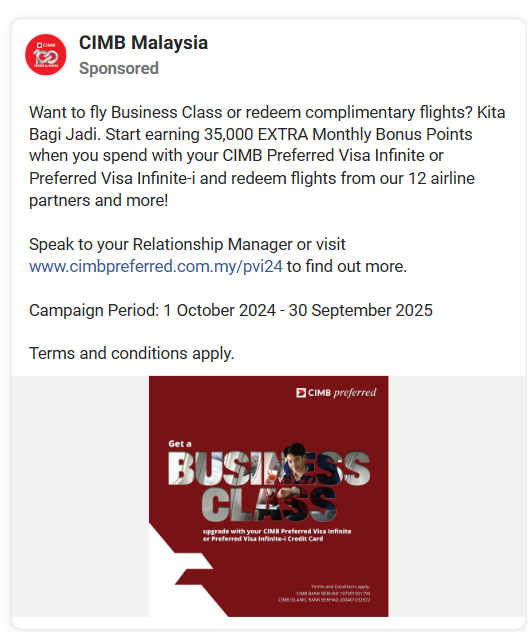 CIMB
100
CIMB Malaysia
Sponsored
Want to fly Business Class or redeem complimentary flights? Kita
Bagi Jadi. Start earning 35,000 EXTRA Monthly Bonus Points
when you spend with your CIMB Preferred Visa Infinite or
Preferred Visa Infinite-i and redeem flights from our 12 airline
partners and more!
Speak to your Relationship Manager or visit
www.cimbpreferred.com.my/pvi24 to find out more.
Campaign Period: 1 October 2024 - 30 September 2025
Terms and conditions apply.
CIMB preferred
Get a
BUSINESS
CLASS
upgrade with your CIMB Preferred Visa Infinite
or Preferred Visa Infinite-i Credit Card
Terms and Conditions apply.
CIMB BANK BERHAD 197201001799
CIMB ISLAMIC BANK BERHAD 200401032872